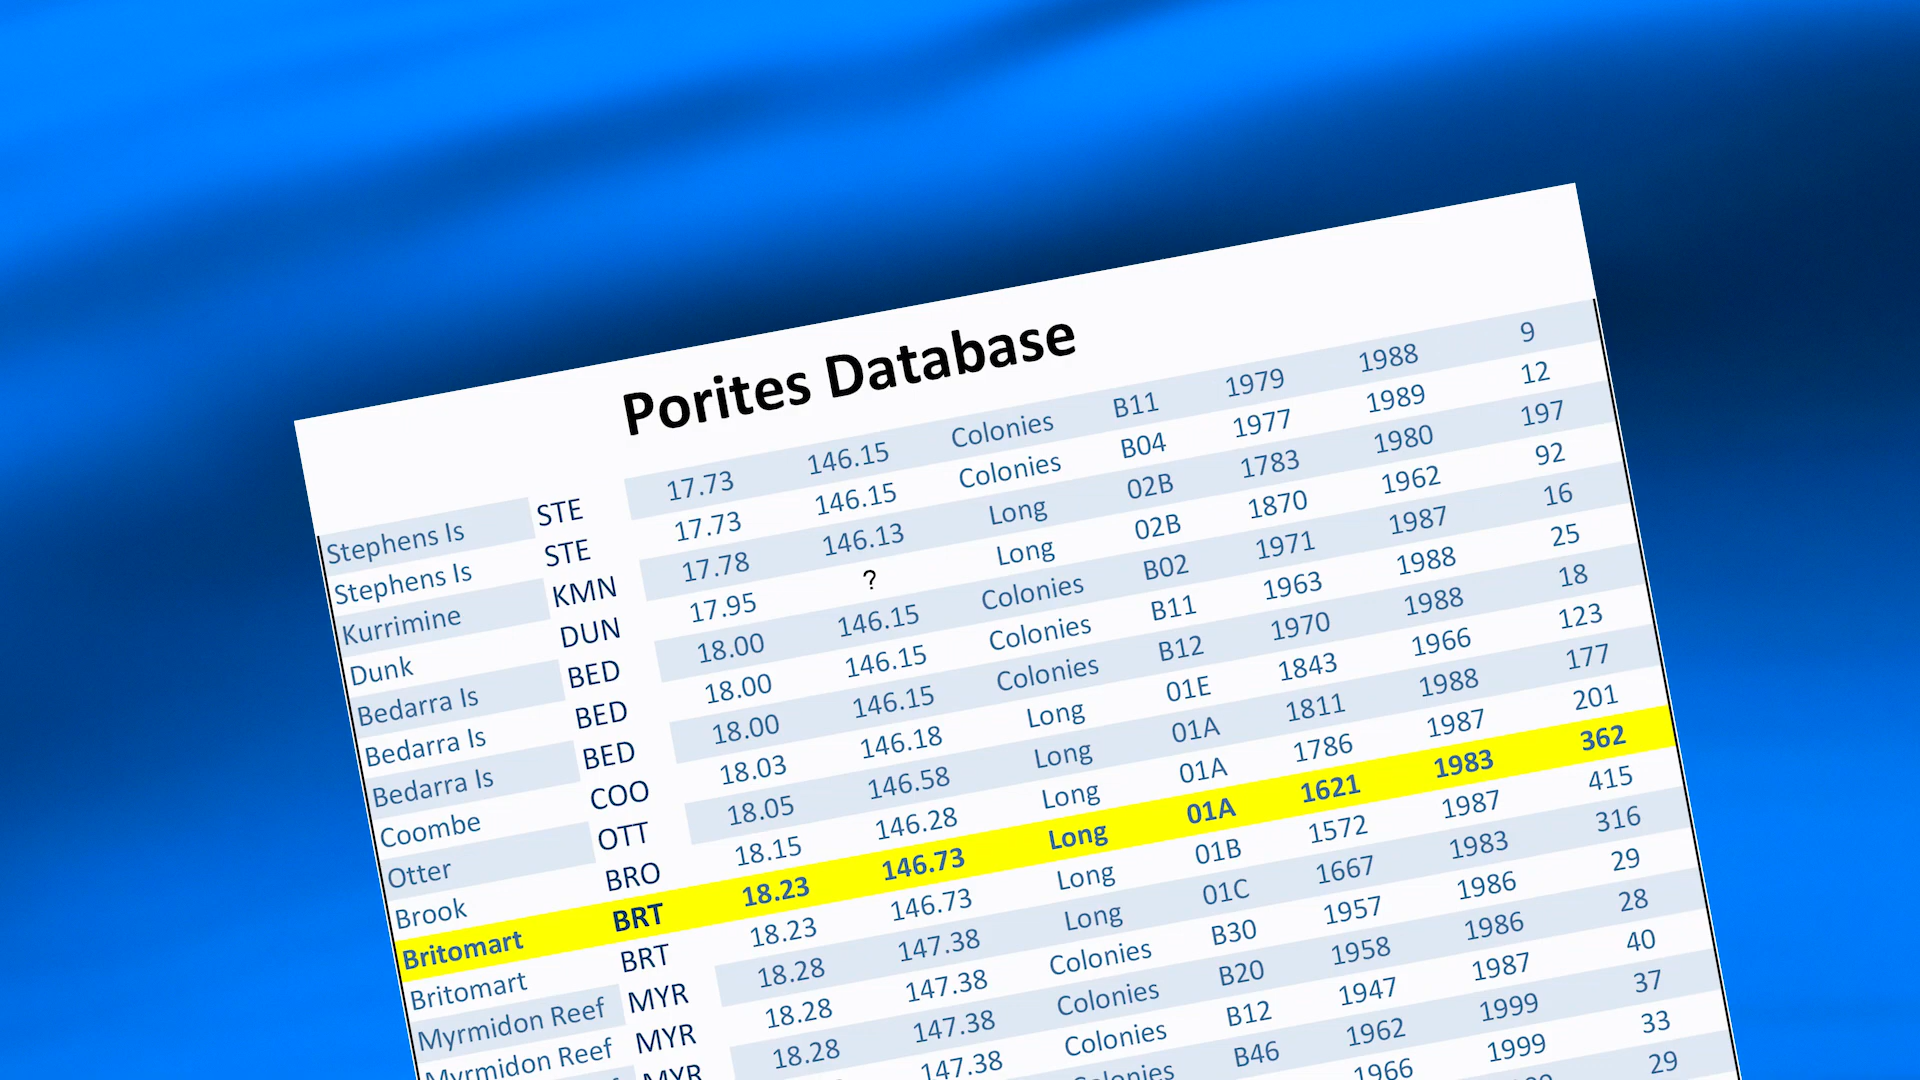 Porites Database
Stephens Is STE 17.73 146.15 Colonies B11 1979 1988 9
Stephens Is STE 17.73 146.15 Colonies B04 1977 1989 12
Kurrimine KMN 17.78 146.13 Long 02B 1783 1980 197
Dunk DUN 17.95 ? Long 02B 1870 1962 92
Bedarra Is BED 18.00 146.15 Colonies B02 1971 1987 16
Bedarra Is BED 18.00 146.15 Colonies B11 1963 1988 25
Bedarra Is BED 18.00 146.15 Colonies B12 1970 1988 18
Coombe COO 18.03 146.18 Long 01E 1843 1966 123
Otter OTT 18.05 146.58 Long 01A 1811 1988 177
Brook BRO 18.15 146.28 Long 01A 1786 1987 201
Britomart BRT 18.23 146.73 Long 01A 1621 1983 362
Britomart BRT 18.23 146.73 Long 01B 1572 1987 415
Myrmidon Reef MYR 18.28 147.38 Long 01C 1667 1983 316
Myrmidon Reef MYR 18.28 147.38 Colonies B30 1957 1986 29
MYR 18.28 147.38 Colonies B20 1958 1986 28
147.38 Colonies B12 1947 1987 40
Colonies B46 1962 1999 37
1966 1999 33
29